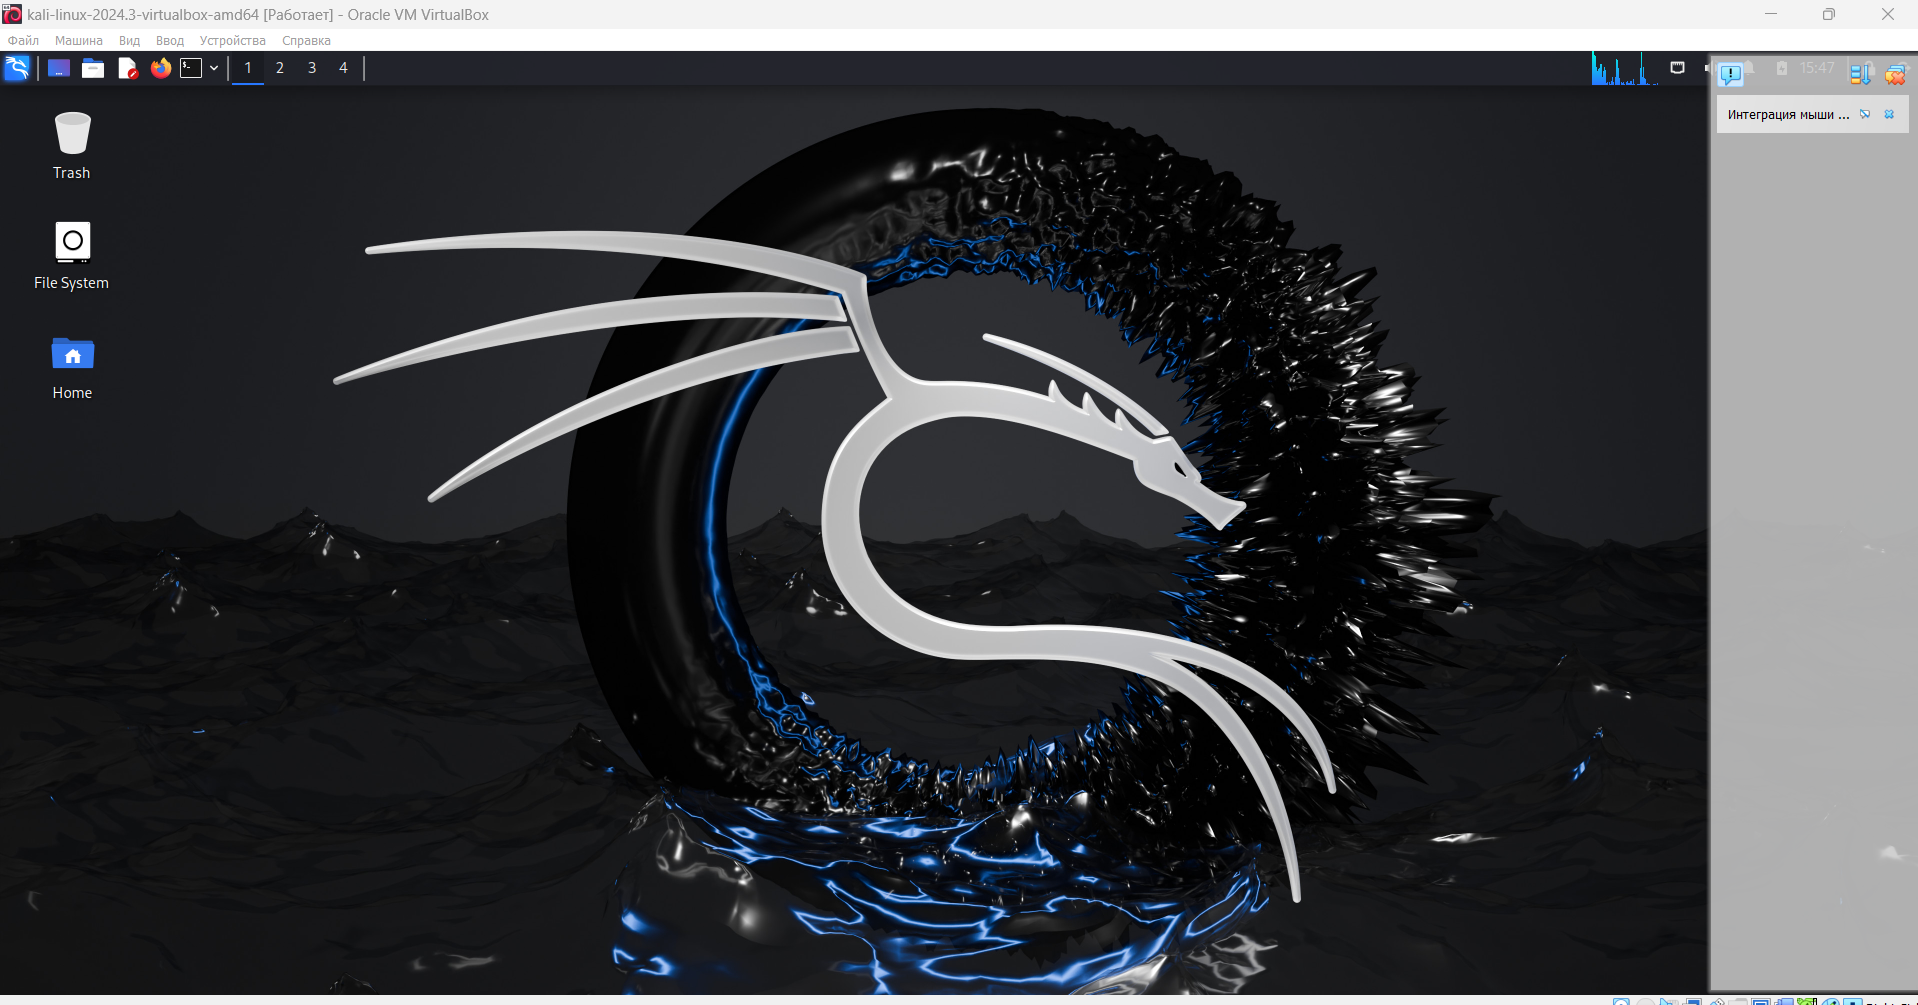 kali-linux-2024.3-virtualbox-amd64 [Работает] - Oracle VM VirtualBox
Файл Машина Вид Ввод Устройства Справка
1 2 3 4 15:47
Интеграция мыши ...
Trash
File System
Home